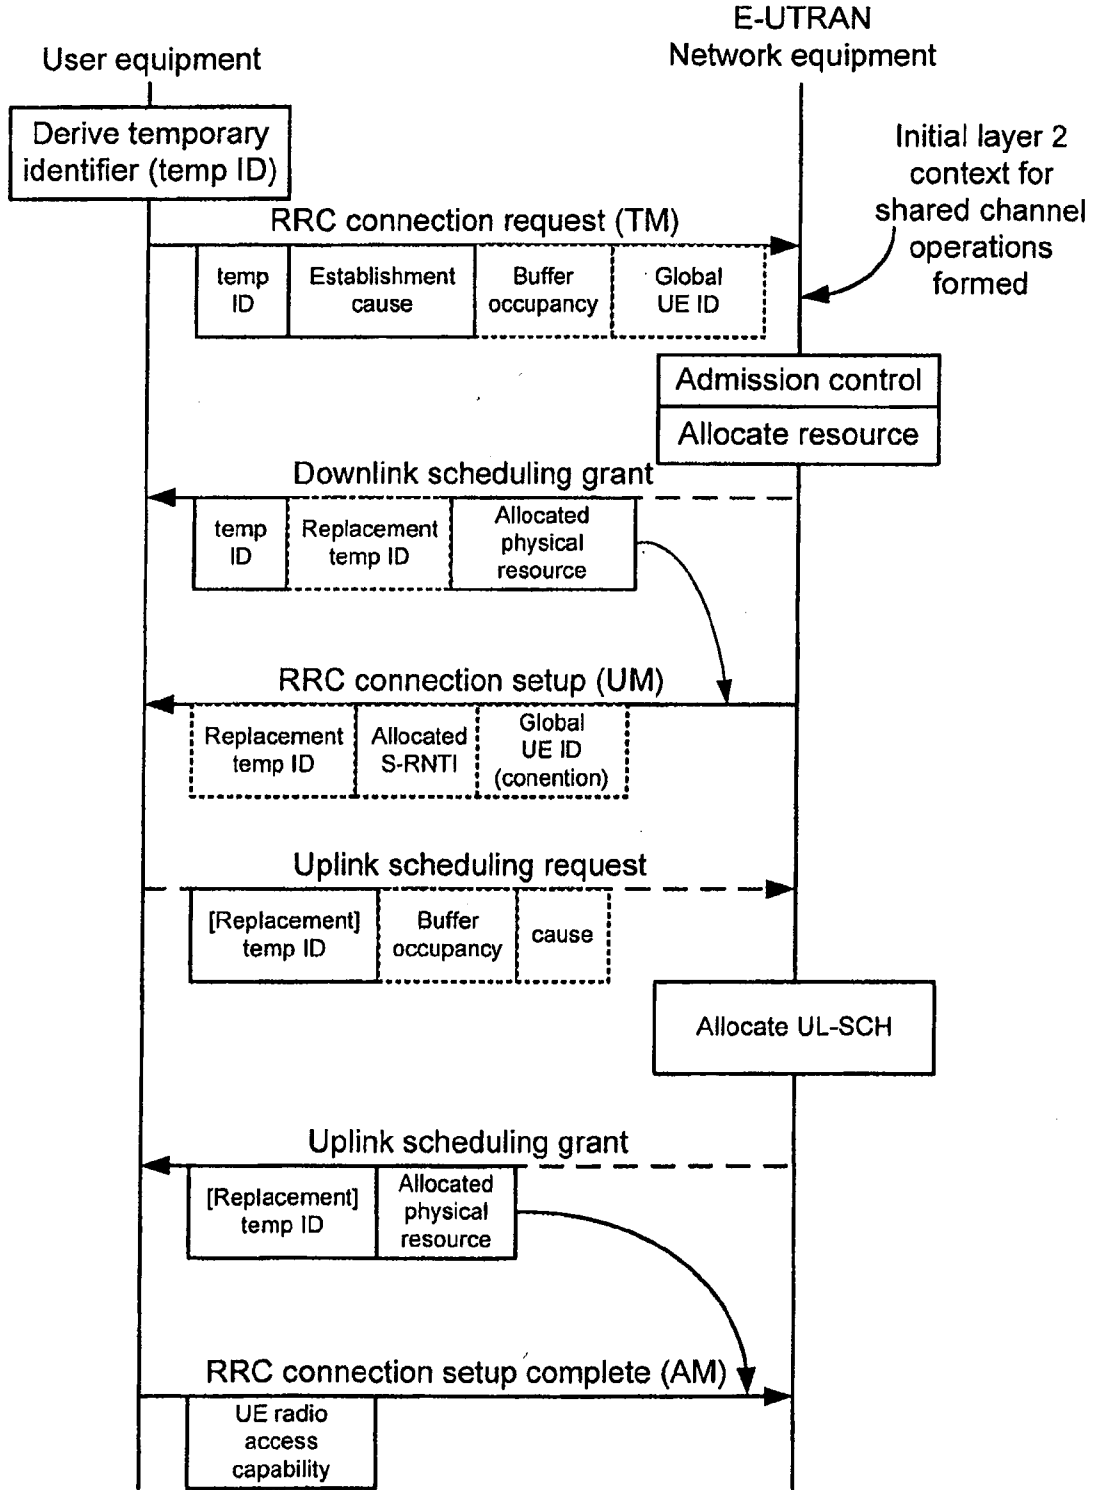 E-UTRAN
Network equipment
User equipment
Derive temporary
identifier (temp ID)
Initial layer 2
context for
shared channel
operations
formed
RRC connection request (TM)
temp
ID
Establishment
cause
Buffer
occupancy
Global
UE ID
Admission control
Allocate resource
Downlink scheduling grant
temp
ID
Replacement
temp ID
Allocated
physical
resource
RRC connection setup (UM)
Replacement
temp ID
Allocated
S-RNTI
Global
UE ID
(conention)
Uplink scheduling request
[Replacement]
temp ID
Buffer
occupancy
cause
Allocate UL-SCH
Uplink scheduling grant
[Replacement]
temp ID
Allocated
physical
resource
RRC connection setup complete (AM)
UE radio
access
capability